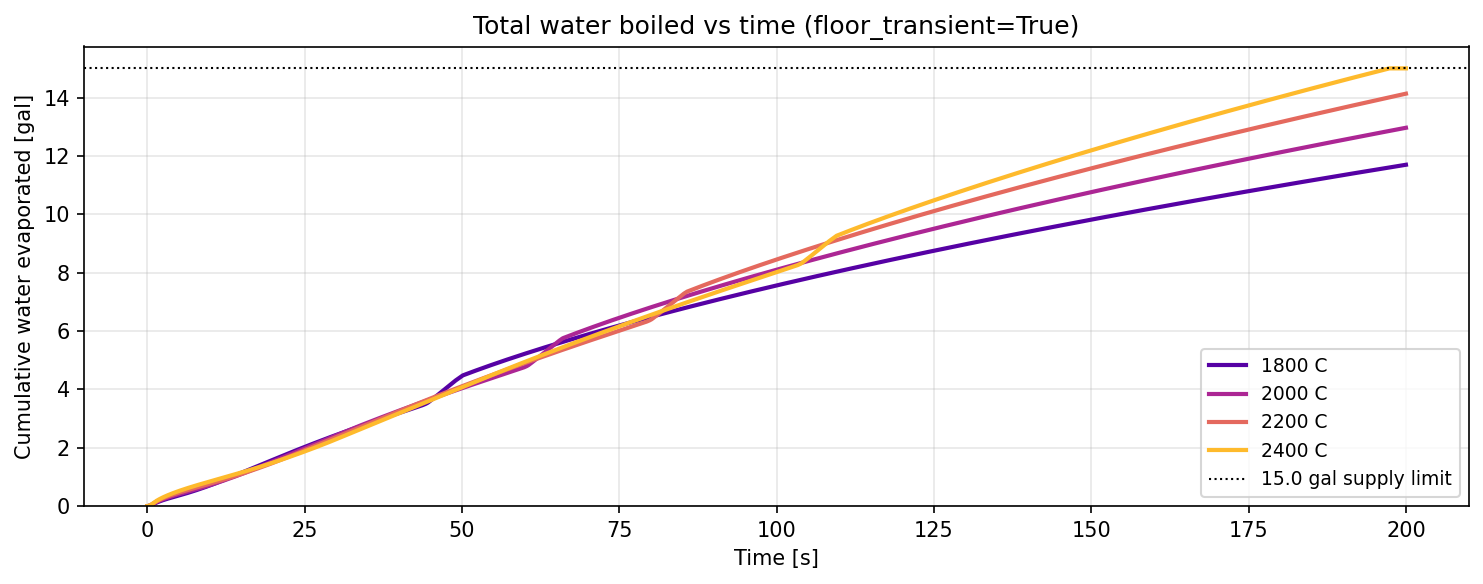 Total water boiled vs time (floor_transient=True)
Cumulative water evaporated [gal]
14
12
10
8
6
4
2
0
0 25 50 75 100 125 150 175 200
Time [s]
1800 C
2000 C
2200 C
2400 C
15.0 gal supply limit